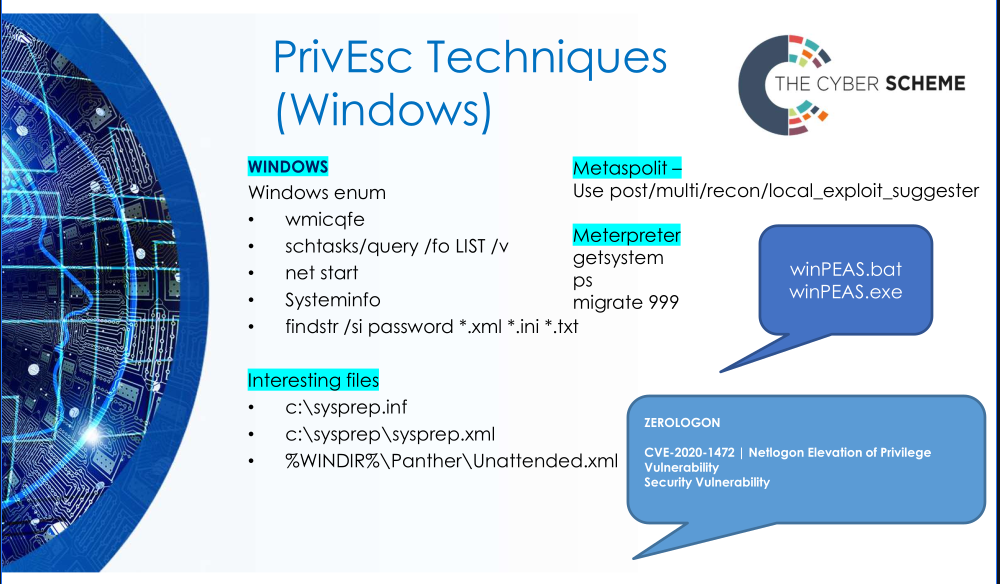 PrivEsc Techniques
(Windows)
THE CYBER SCHEME
WINDOWS
Windows enum
• wmicqfe
• schtasks/query /fo LIST /v
• net start
• Systeminfo
• findstr /si password *.xml *.ini *.txt
Interesting files
• c:\sysprep.inf
• c:\sysprep\sysprep.xml
• %WINDIR%\Panther\Unattended.xml
Metaspolit –
Use post/multi/recon/local_exploit_suggester
Meterpreter
getsystem
ps
migrate 999
winPEAS.bat
winPEAS.exe
ZEROLOGON
CVE-2020-1472 | Netlogon Elevation of Privilege
Vulnerability
Security Vulnerability